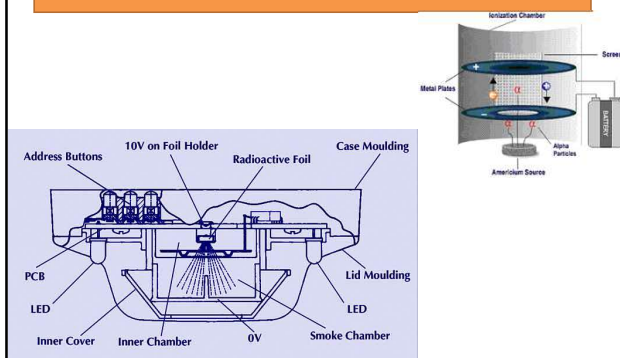 Ionization Chamber
Screen
Metal Plates
+
α
-
α α
BATTERY
Alpha
Particles
Americium Source
10V on Foil Holder
Case Moulding
Address Buttons
Radioactive Foil
PCB
Lid Moulding
LED
LED
Inner Cover
Inner Chamber
0V
Smoke Chamber